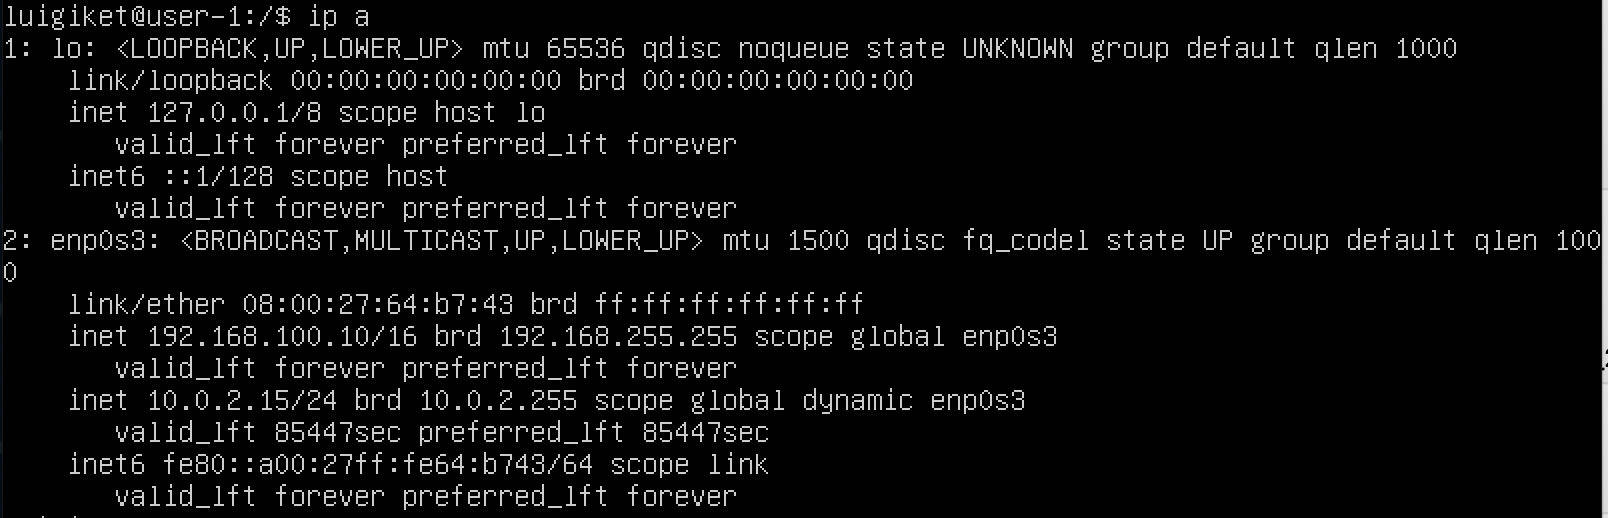 luigiket@user-1:/$ ip a
1: lo: <LOOPBACK,UP,LOWER_UP> mtu 65536 qdisc noqueue state UNKNOWN group default qlen 1000
    link/loopback 00:00:00:00:00:00 brd 00:00:00:00:00:00
    inet 127.0.0.1/8 scope host lo
       valid_lft forever preferred_lft forever
    inet6 ::1/128 scope host
       valid_lft forever preferred_lft forever
2: enp0s3: <BROADCAST,MULTICAST,UP,LOWER_UP> mtu 1500 qdisc fq_codel state UP group default qlen 100
0
    link/ether 08:00:27:64:b7:43 brd ff:ff:ff:ff:ff:ff
    inet 192.168.100.10/16 brd 192.168.255.255 scope global enp0s3
       valid_lft forever preferred_lft forever
    inet 10.0.2.15/24 brd 10.0.2.255 scope global dynamic enp0s3
       valid_lft 85447sec preferred_lft 85447sec
    inet6 fe80::a00:27ff:fe64:b743/64 scope link
       valid_lft forever preferred_lft forever